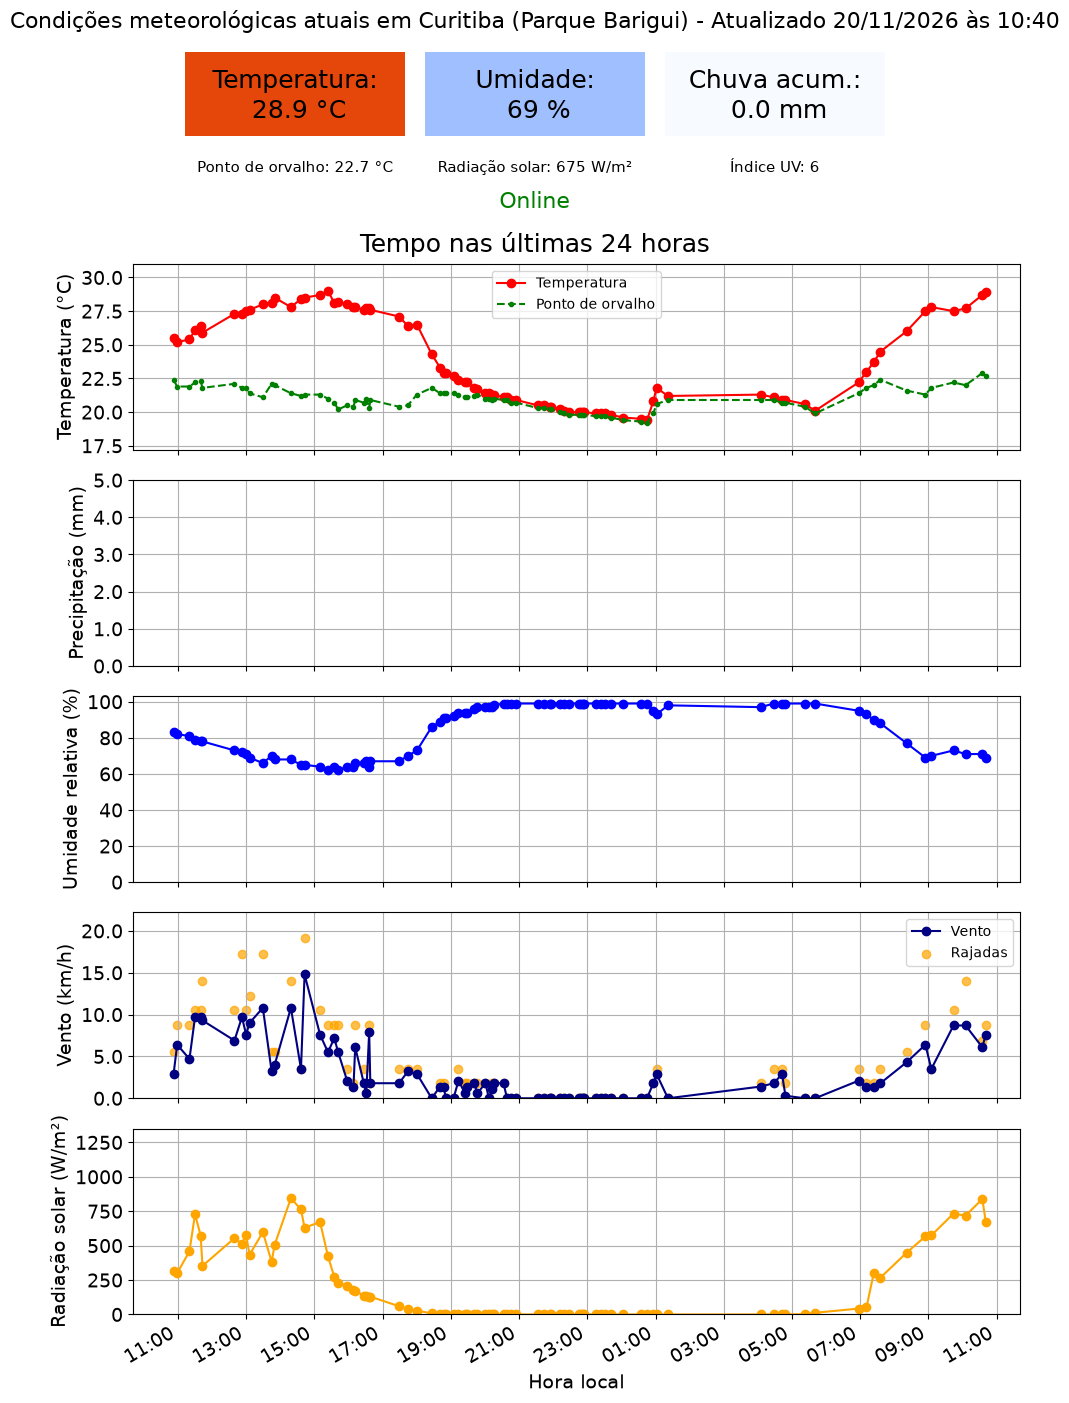 Condições meteorológicas atuais em Curitiba (Parque Barigui) - Atualizado 20/11/2026 às 10:40
Temperatura:
28.9 °C
Umidade:
69 %
Chuva acum.:
0.0 mm
Ponto de orvalho: 22.7 °C
Radiação solar: 675 W/m²
Índice UV: 6
Online
Tempo nas últimas 24 horas
Temperatura (°C)
30.0
27.5
25.0
22.5
20.0
17.5
Temperatura
Ponto de orvalho
Precipitação (mm)
5.0
4.0
3.0
2.0
1.0
0.0
Umidade relativa (%)
100
80
60
40
20
0
Vento (km/h)
20.0
15.0
10.0
5.0
0.0
Vento
Rajadas
Radiação solar (W/m²)
1250
1000
750
500
250
0
11:00
13:00
15:00
17:00
19:00
21:00
23:00
01:00
03:00
05:00
07:00
09:00
11:00
Hora local